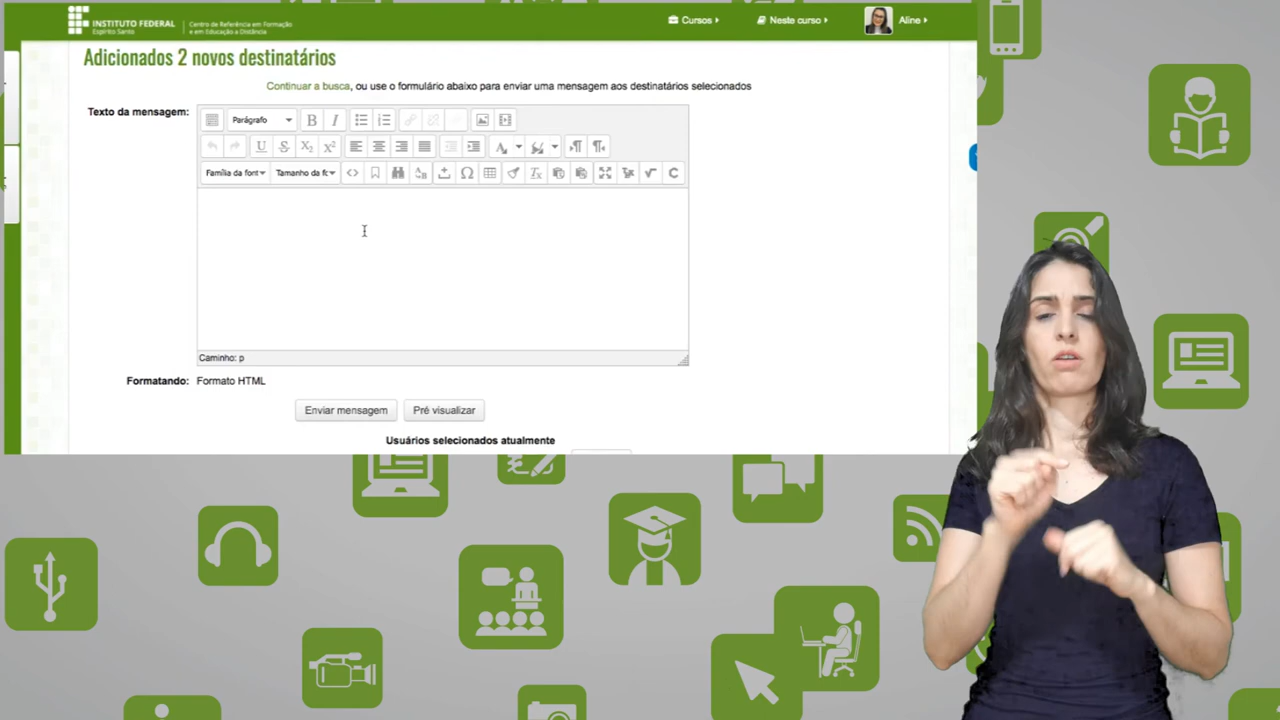 INSTITUTO FEDERAL
Espírito Santo
Centro de Referência em Formação
e em Educação a Distância
Cursos
Neste curso
Aline
Adicionados 2 novos destinatários
Continuar a busca, ou use o formulário abaixo para enviar uma mensagem aos destinatários selecionados
Texto da mensagem:
Parágrafo
Família da font
Tamanho da fc
Caminho: p
Formatando: Formato HTML
Enviar mensagem
Pré visualizar
Usuários selecionados atualmente